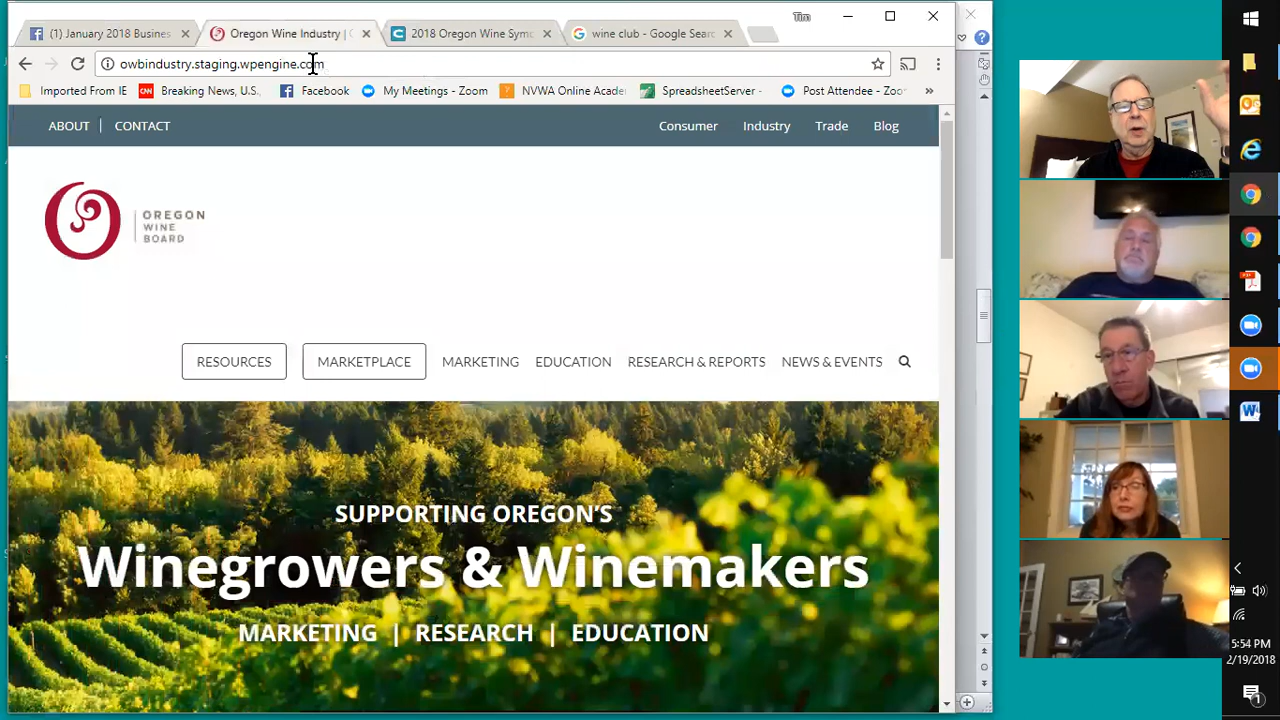 Tim
(1) January 2018 Busines
Oregon Wine Industry |
2018 Oregon Wine Sym
wine club - Google Searc
owbindustry.staging.wpengine.com
Imported From IE
Breaking News, U.S.
Facebook
My Meetings - Zoom
NVWA Online Acade
SpreadsheetServer -
Post Attendee - Zoo
»
ABOUT | CONTACT
Consumer
Industry
Trade
Blog
OREGON
WINE
BOARD
RESOURCES
MARKETPLACE
MARKETING
EDUCATION
RESEARCH & REPORTS
NEWS & EVENTS
SUPPORTING OREGON'S
Winegrowers & Winemakers
MARKETING | RESEARCH | EDUCATION
5:54 PM
2/19/2018
1